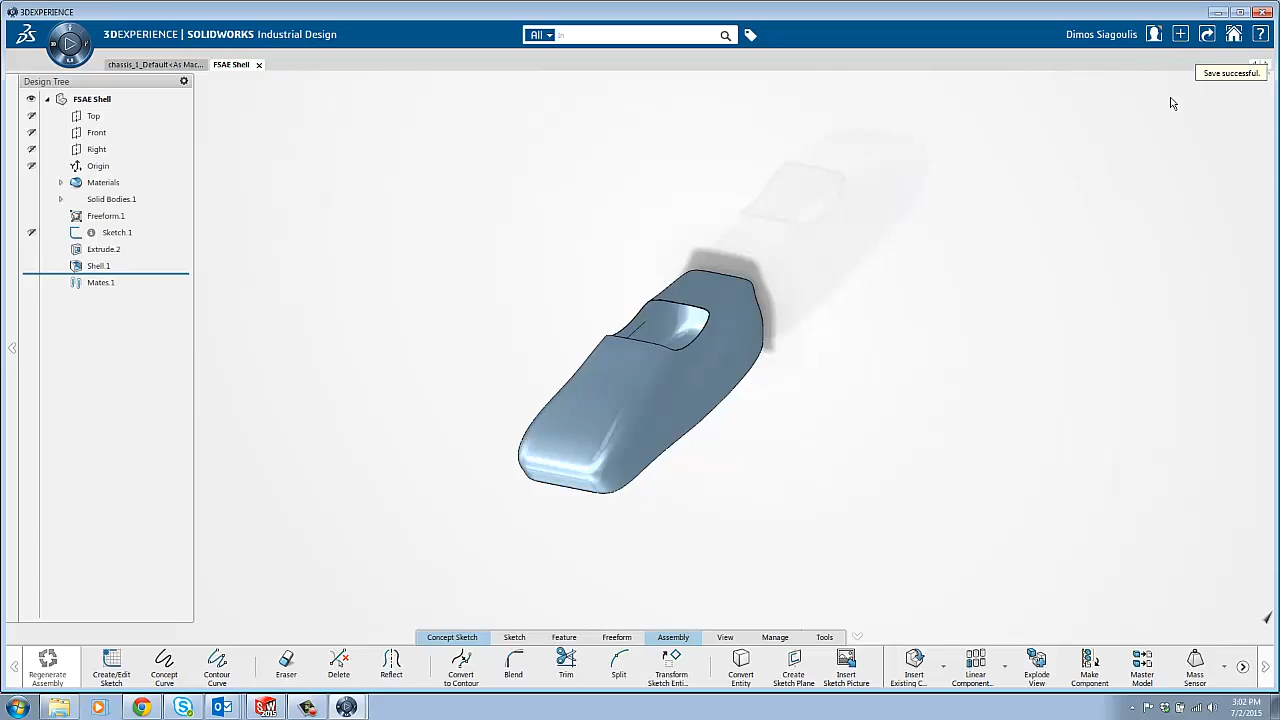 3DEXPERIENCE
3DEXPERIENCE | SOLIDWORKS Industrial Design
All
in
Dimos Siagoulis
chassis_1_Default<As Mac...
FSAE Shell
Save successful.
Design Tree
FSAE Shell
Top
Front
Right
Origin
Materials
Solid Bodies.1
Freeform.1
Sketch.1
Extrude.2
Shell.1
Mates.1
Concept Sketch
Sketch
Feature
Freeform
Assembly
View
Manage
Tools
Regenerate Assembly
Create/Edit Sketch
Concept Curve
Contour Curve
Eraser
Delete
Reflect
Convert to Contour
Blend
Trim
Split
Transform Sketch Enti...
Convert Entity
Create Sketch Plane
Insert Sketch Picture
Insert Existing C...
Linear Component...
Explode View
Make Component
Master Model
Mass Sensor
3:02 PM
7/2/2015